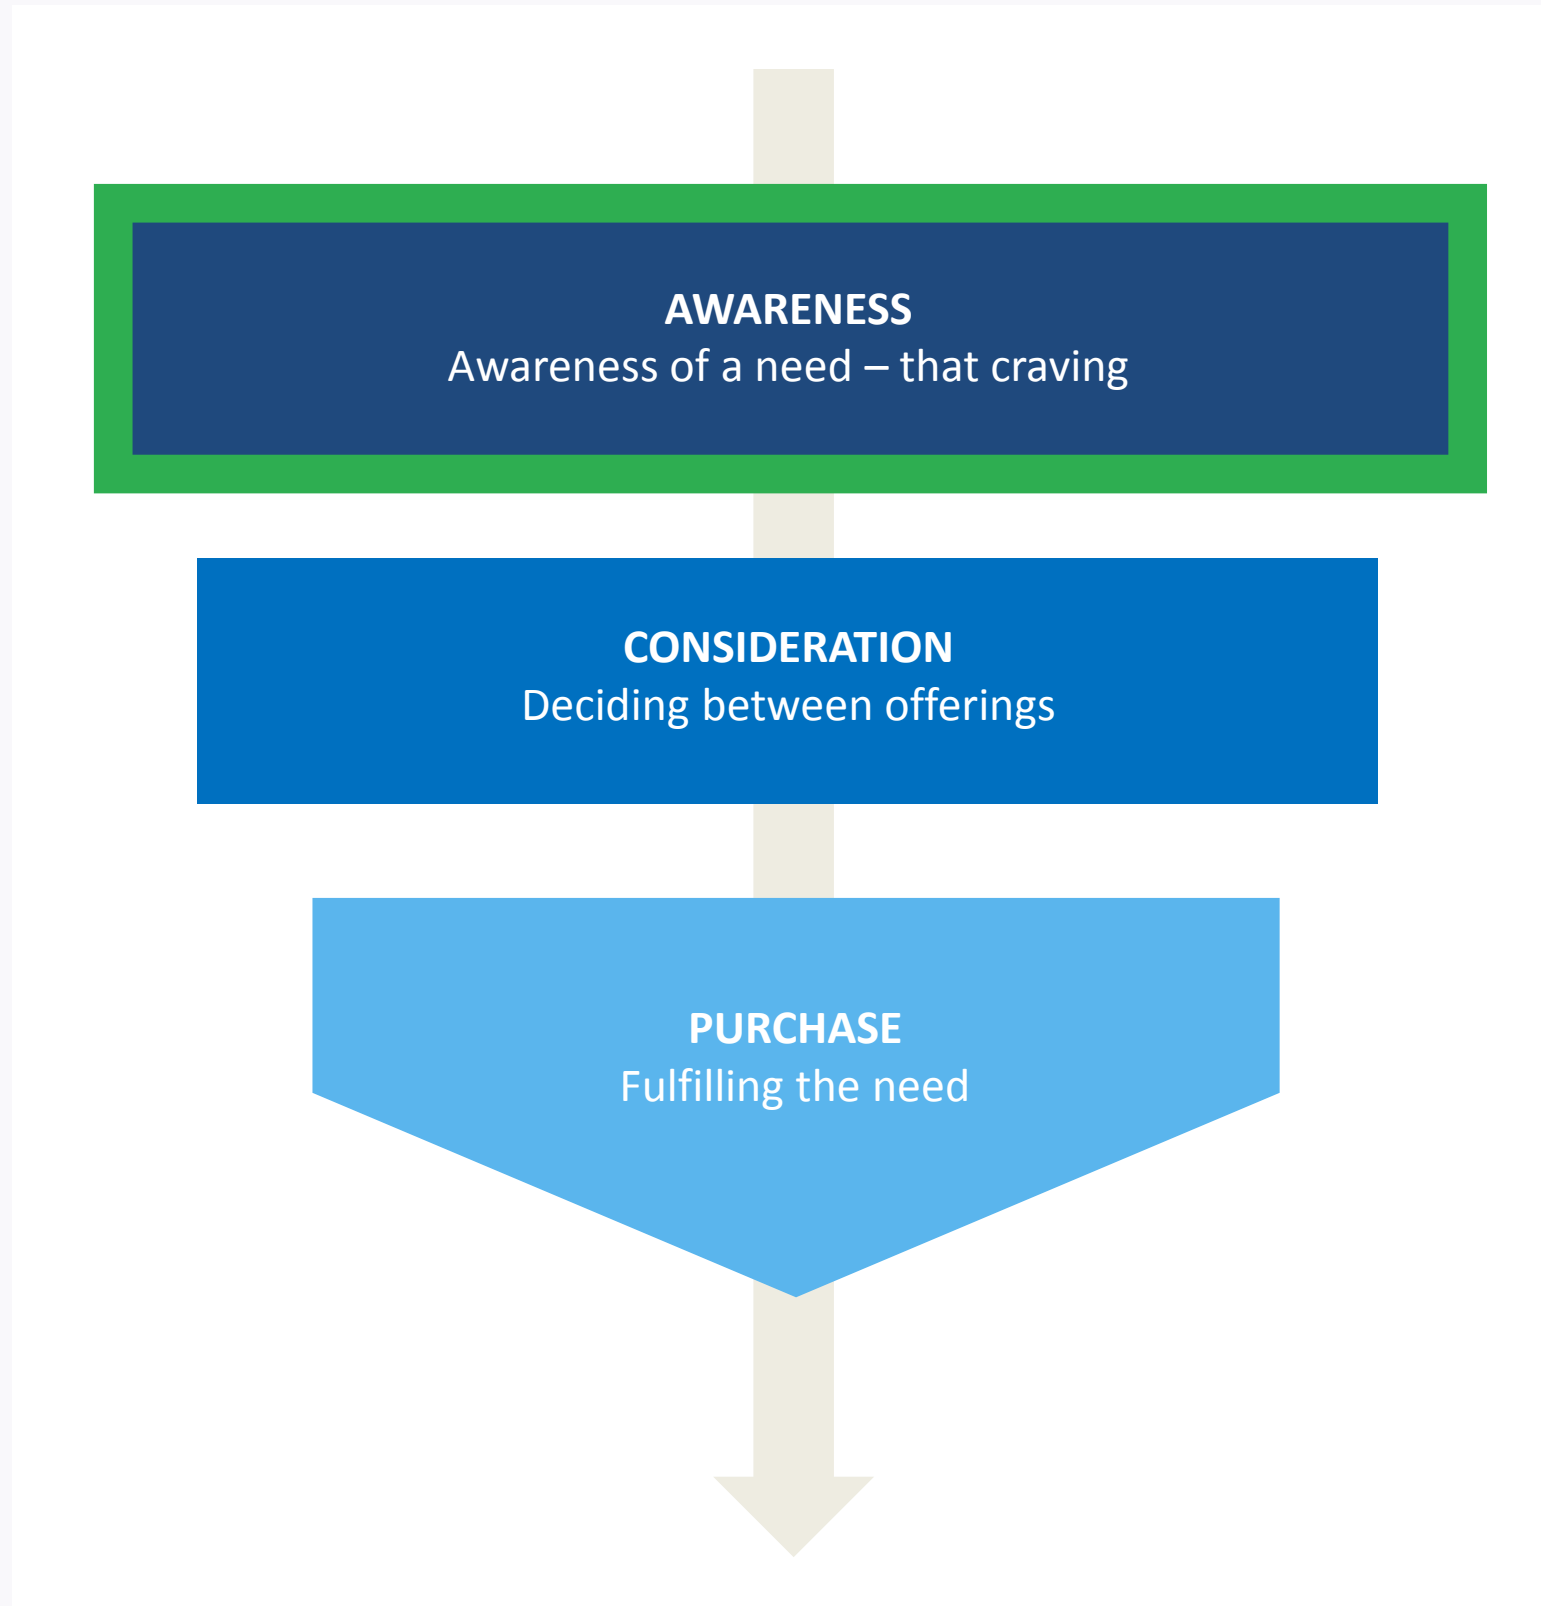 AWARENESS
Awareness of a need – that craving
CONSIDERATION
Deciding between offerings
PURCHASE
Fulfilling the need